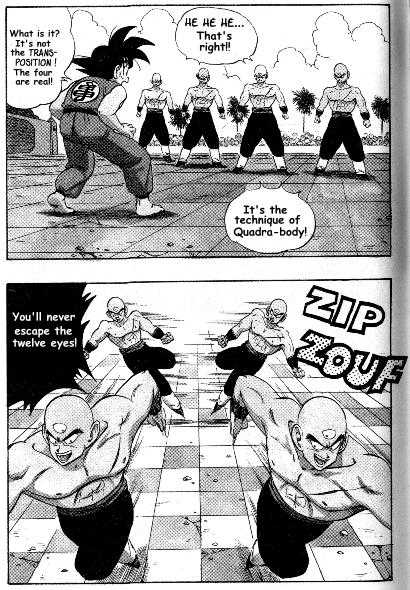 What is it?
It's not
the TRANS-
POSITION !
The four
are real!
HE HE HE...
That's
right!!
It's the
technique of
Quadra-body!
You'll never
escape the
twelve eyes!
ZIP
ZOUF